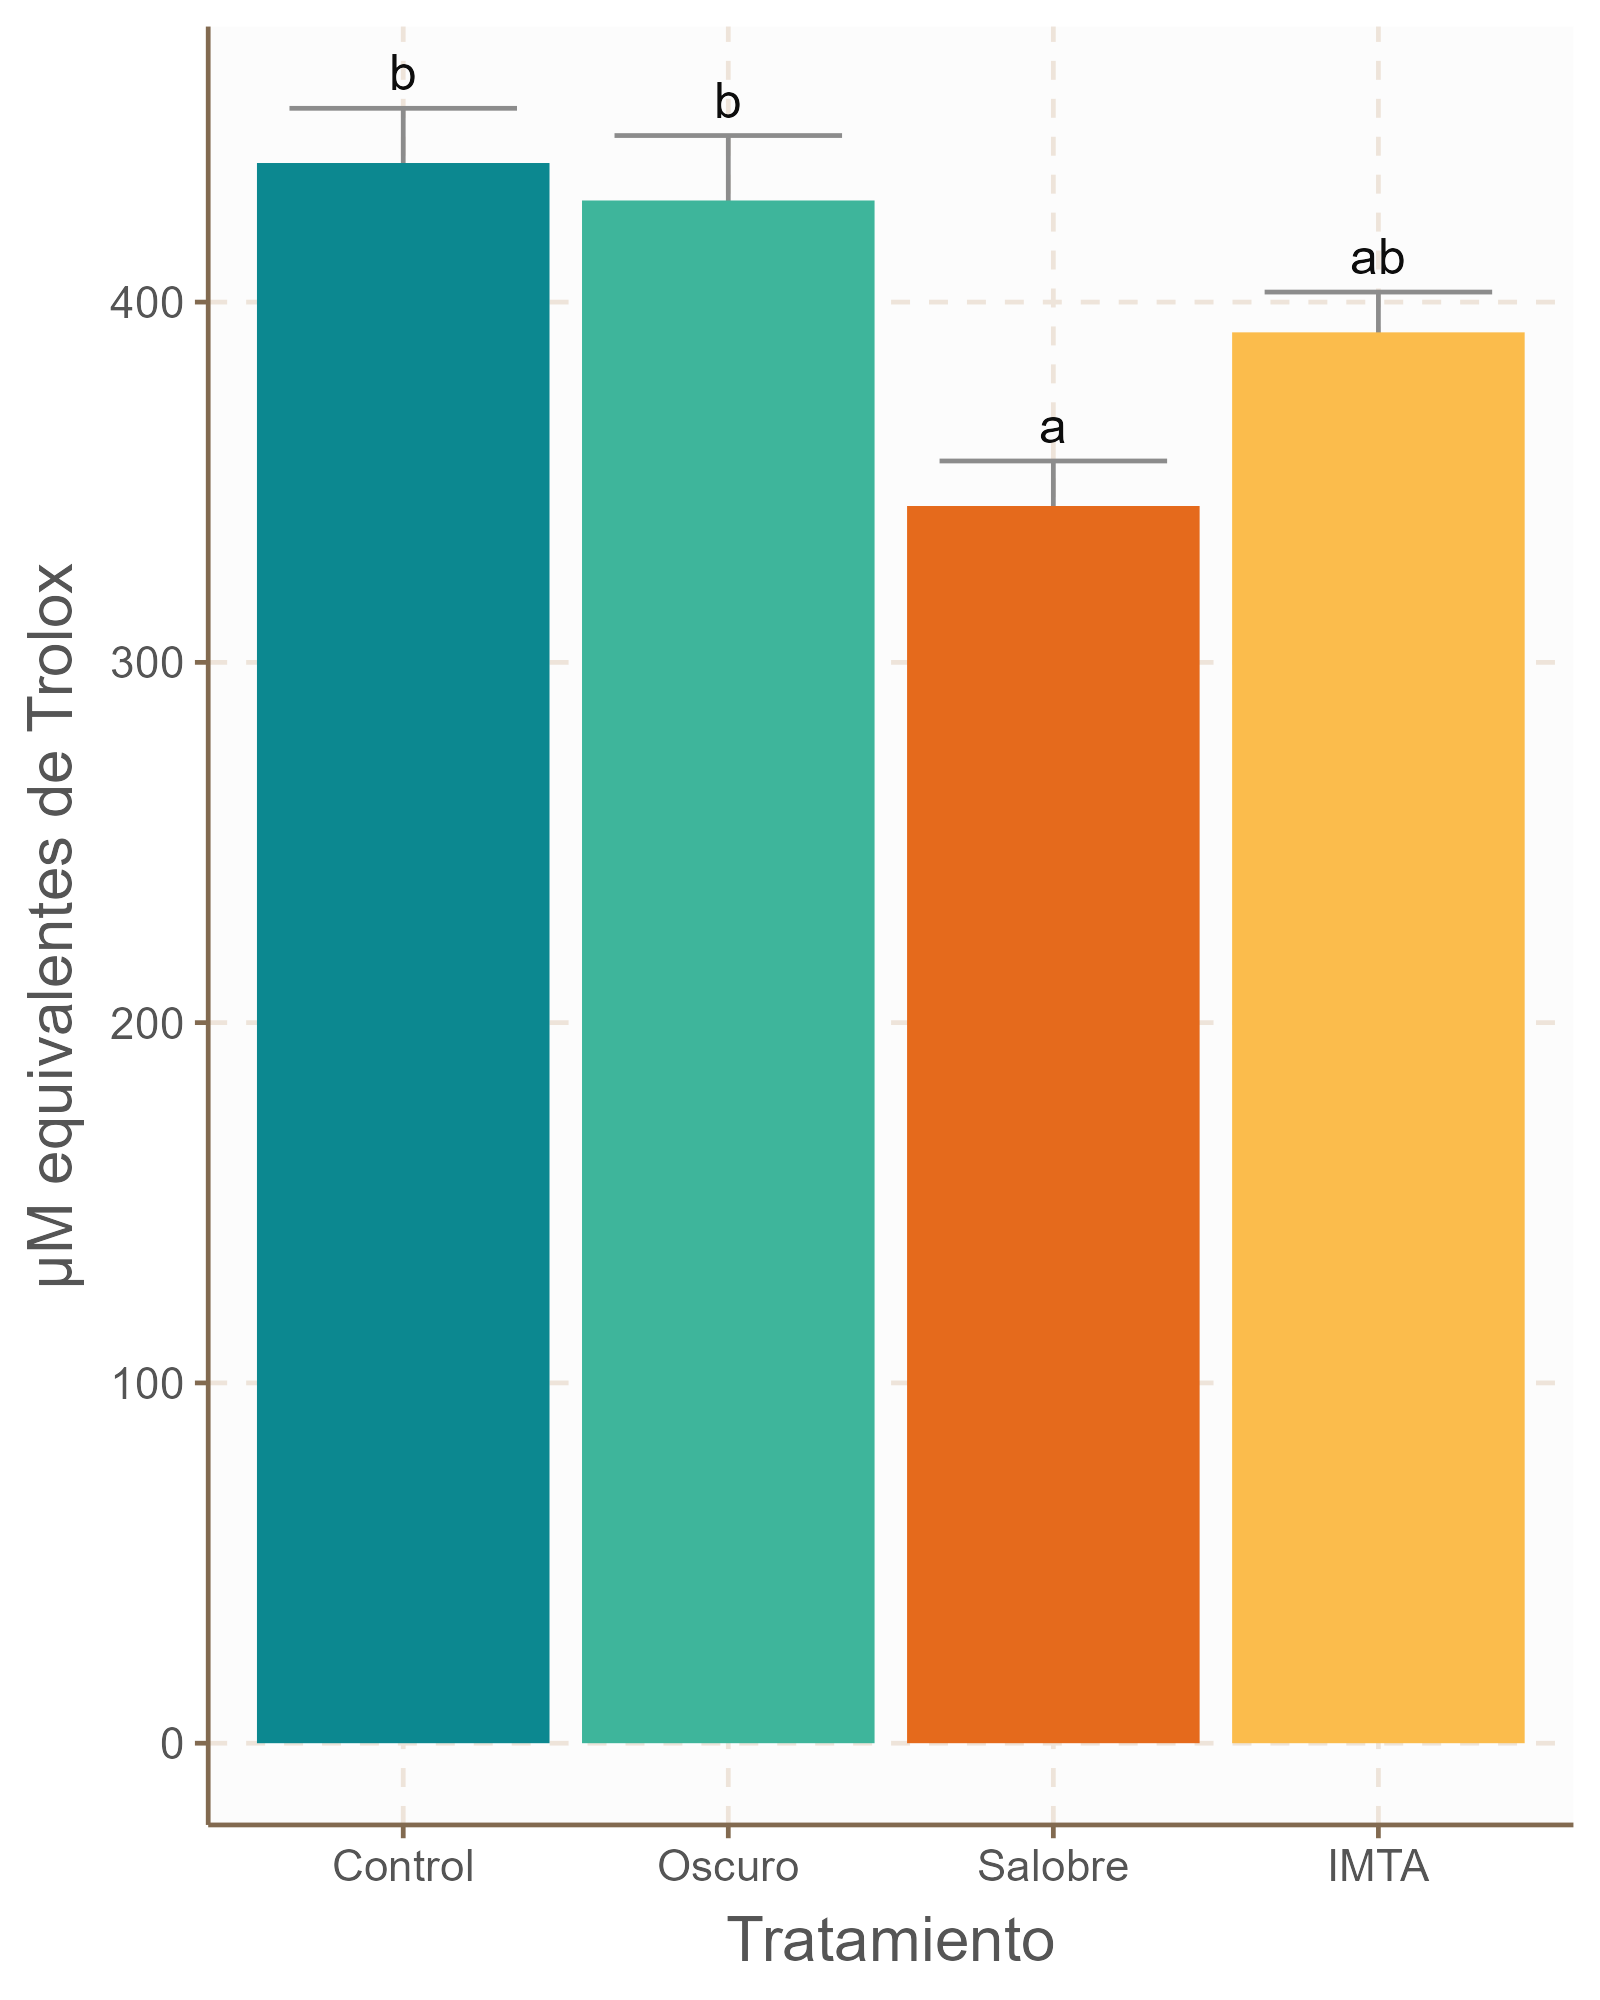 b
b
ab
a
400
300
200
100
0
µM equivalentes de Trolox
Control
Oscuro
Salobre
IMTA
Tratamiento